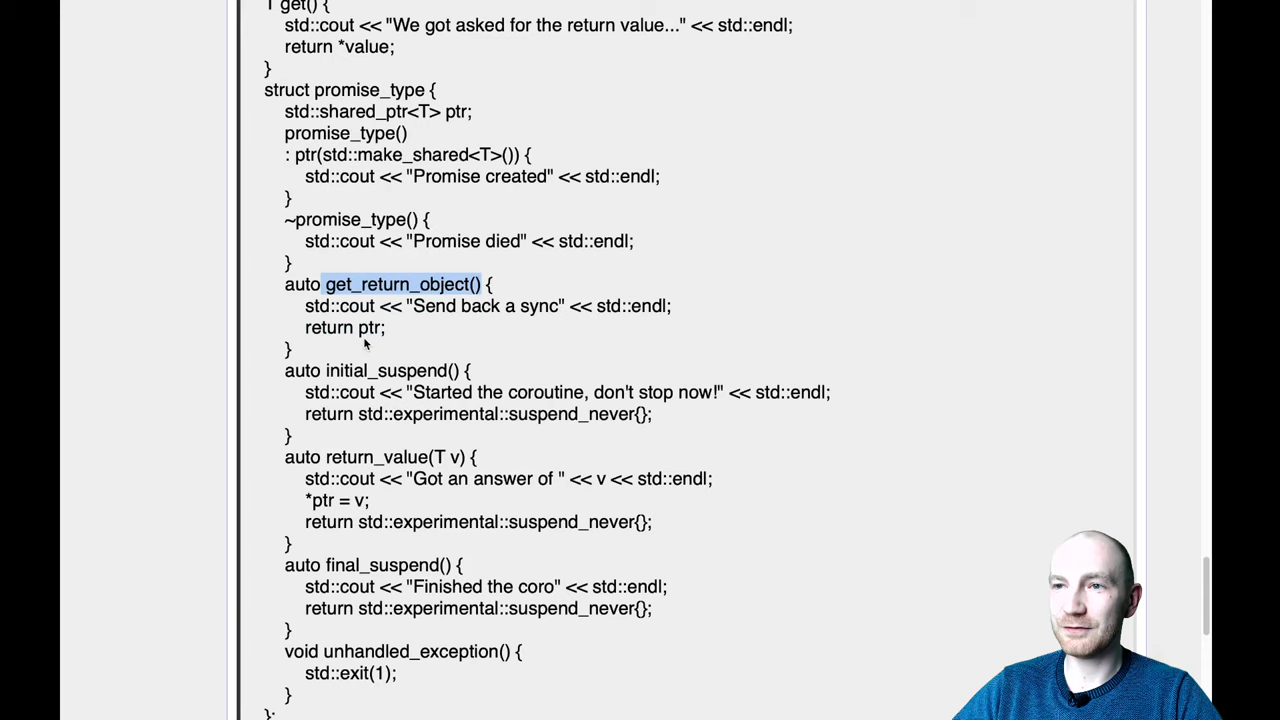 T get() {
std::cout << "We got asked for the return value..." << std::endl;
return *value;
}
struct promise_type {
std::shared_ptr<T> ptr;
promise_type()
: ptr(std::make_shared<T>()) {
std::cout << "Promise created" << std::endl;
}
~promise_type() {
std::cout << "Promise died" << std::endl;
}
auto get_return_object() {
std::cout << "Send back a sync" << std::endl;
return ptr;
}
auto initial_suspend() {
std::cout << "Started the coroutine, don't stop now!" << std::endl;
return std::experimental::suspend_never{};
}
auto return_value(T v) {
std::cout << "Got an answer of " << v << std::endl;
*ptr = v;
return std::experimental::suspend_never{};
}
auto final_suspend() {
std::cout << "Finished the coro" << std::endl;
return std::experimental::suspend_never{};
}
void unhandled_exception() {
std::exit(1);
}
};